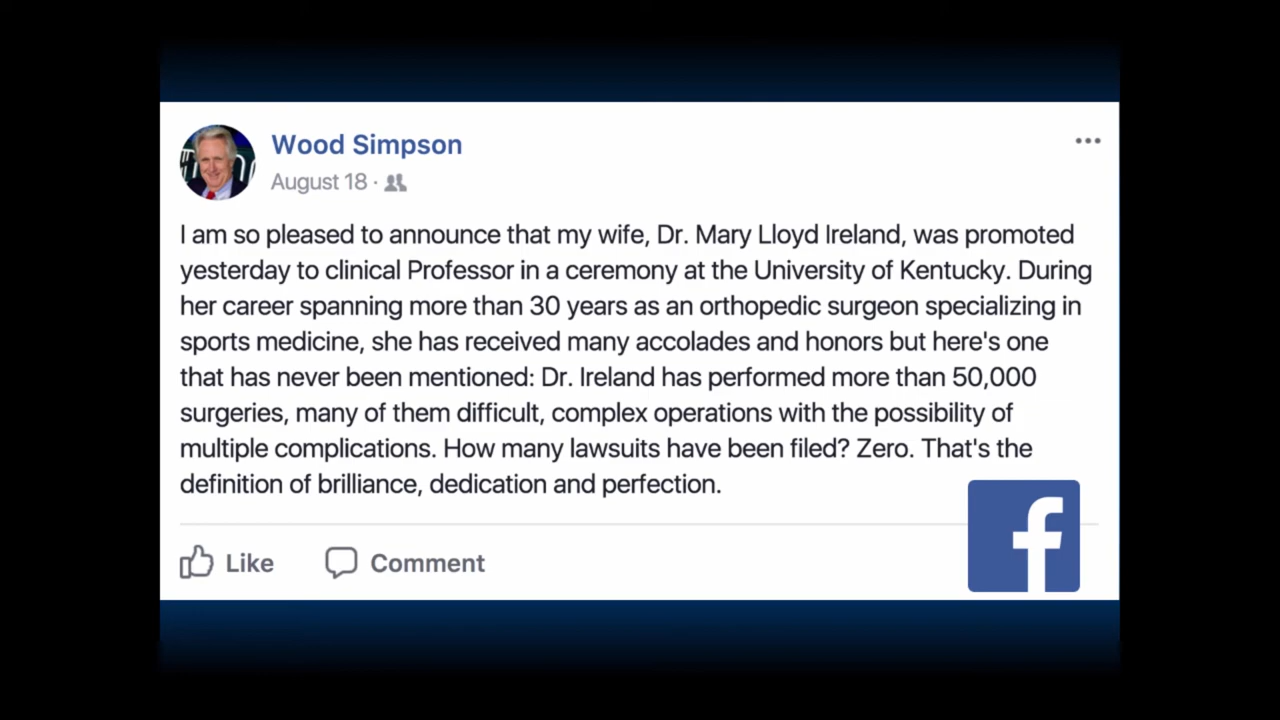 Wood Simpson
August 18 ·
I am so pleased to announce that my wife, Dr. Mary Lloyd Ireland, was promoted
yesterday to clinical Professor in a ceremony at the University of Kentucky. During
her career spanning more than 30 years as an orthopedic surgeon specializing in
sports medicine, she has received many accolades and honors but here's one
that has never been mentioned: Dr. Ireland has performed more than 50,000
surgeries, many of them difficult, complex operations with the possibility of
multiple complications. How many lawsuits have been filed? Zero. That's the
definition of brilliance, dedication and perfection.
Like Comment
f